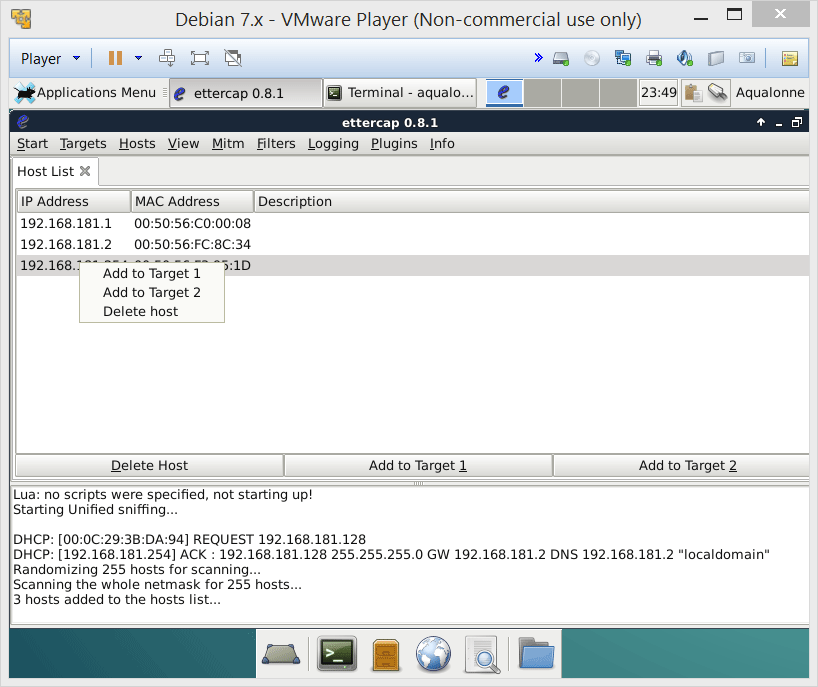 Debian 7.x - VMware Player (Non-commercial use only)
Player
Applications Menu
ettercap 0.8.1
Terminal - aqualo...
23:49
Aqualonne
ettercap 0.8.1
Start Targets Hosts View Mitm Filters Logging Plugins Info
Host List
IP Address MAC Address Description
192.168.181.1 00:50:56:C0:00:08
192.168.181.2 00:50:56:FC:8C:34
Add to Target 1
Add to Target 2
Delete host
Delete Host Add to Target 1 Add to Target 2
Lua: no scripts were specified, not starting up!
Starting Unified sniffing...
DHCP: [00:0C:29:3B:DA:94] REQUEST 192.168.181.128
DHCP: [192.168.181.254] ACK : 192.168.181.128 255.255.255.0 GW 192.168.181.2 DNS 192.168.181.2 "localdomain"
Randomizing 255 hosts for scanning...
Scanning the whole netmask for 255 hosts...
3 hosts added to the hosts list...